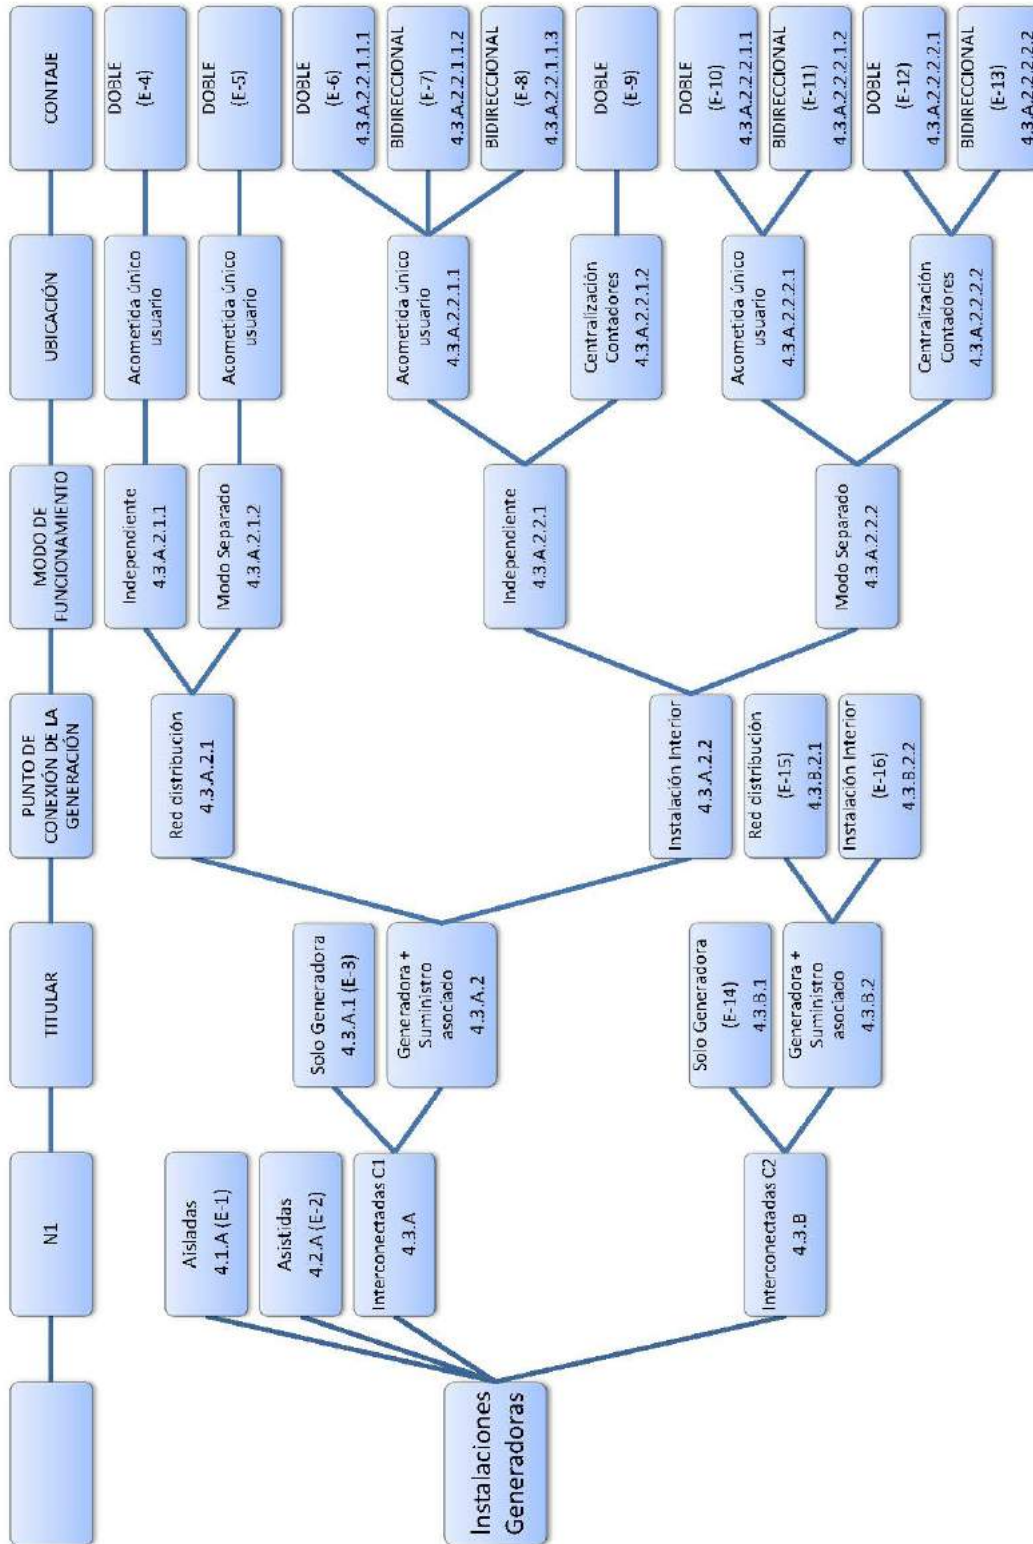 N1
TITULAR
PUNTO DE
CONEXIÓN DE LA
GENERACIÓN
MODO DE
FUNCIONAMIENTO
UBICACIÓN
CONTAJE
Instalaciones
Generadoras
Aisladas
4.1.A (E-1)
Asistidas
4.2.A (E-2)
Interconectadas C1
4.3.A
Interconectadas C2
4.3.B
Solo Generadora
4.3.A.1 (E-3)
Generadora +
Suministro
asociado
4.3.A.2
Solo Generadora
(E-14)
4.3.B.1
Generadora +
Suministro
asociado
4.3.B.2
Red distribución
4.3.A.2.1
Instalación Interior
4.3.A.2.2
Red distribución
(E-15)
4.3.B.2.1
Instalación Interior
(E-16)
4.3.B.2.2
Independiente
4.3.A.2.1.1
Modo Separado
4.3.A.2.1.2
Independiente
4.3.A.2.2.1
Modo Separado
4.3.A.2.2.2
Acometida único
usuario
Acometida único
usuario
Acometida único
usuario
4.3.A.2.2.1.1
Centralización
Contadores
4.3.A.2.2.1.2
Acometida único
usuario
4.3.A.2.2.2.1
Centralización
Contadores
4.3.A.2.2.2.2
DOBLE
(E-4)
DOBLE
(E-5)
DOBLE
(E-6)
4.3.A.2.2.1.1.1
BIDIRECCIONAL
(E-7)
4.3.A.2.2.1.1.2
BIDIRECCIONAL
(E-8)
4.3.A.2.2.1.1.3
DOBLE
(E-9)
DOBLE
(E-10)
4.3.A.2.2.2.1.1
BIDIRECCIONAL
(E-11)
4.3.A.2.2.2.1.2
DOBLE
(E-12)
4.3.A.2.2.2.2.1
BIDIRECCIONAL
(E-13)
4.3.A.2.2.2.2.2